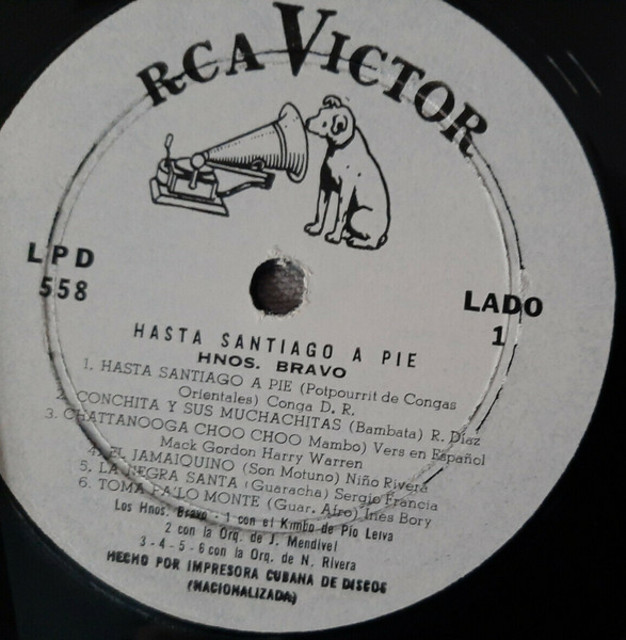 RCA VICTOR
LPD
558
LADO
1
HASTA SANTIAGO A PIE
HNOS. BRAVO
1. HASTA SANTIAGO A PIE (Potpourrit de Congas
Orientales) Conga D. R.
2. CONCHITA Y SUS MUCHACHITAS (Bambata) R. Díaz
3. CHATTANOOGA CHOO CHOO Mambo) Vers en Español
Mack Gordon Harry Warren
4. EL JAMAIQUINO (Son Motuno) Niño Rivera
5. LA NEGRA SANTA (Guaracha) Sergio Francia
6. TOMA PA'LO MONTE (Guar. Afro) Inés Bory
Los Hnos. Bravo - 1 con el Kimbo de Pío Leiva
2 con la Orq. de J. Mendivel
3 - 4 - 5 - 6 con la Orq. de N. Rivera
HECHO POR IMPRESORA CUBANA DE DISCOS
(NACIONALIZADA)